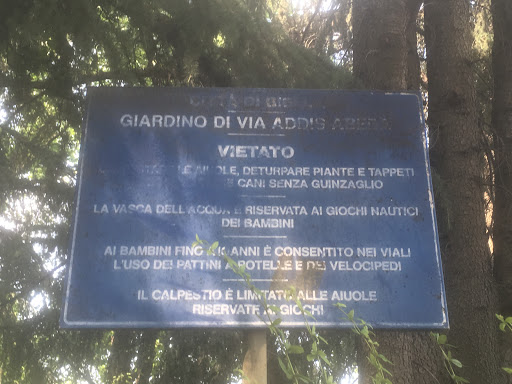 CITTÀ DI
GIARDINO DI VIA ADDIS ABEBA
VIETATO
LE AIUOLE, DETURPARE PIANTE E TAPPETI
E CANI SENZA GUINZAGLIO
LA VASCA DELL'ACQUA È RISERVATA AI GIOCHI NAUTICI
DEI BAMBINI
AI BAMBINI FINO ANNI È CONSENTITO NEI VIALI
L'USO DEI PATTINI A ROTELLE E DEI VELOCIPEDI
IL CALPESTIO È LIMITATO ALLE AIUOLE
RISERVATE AI GIOCHI